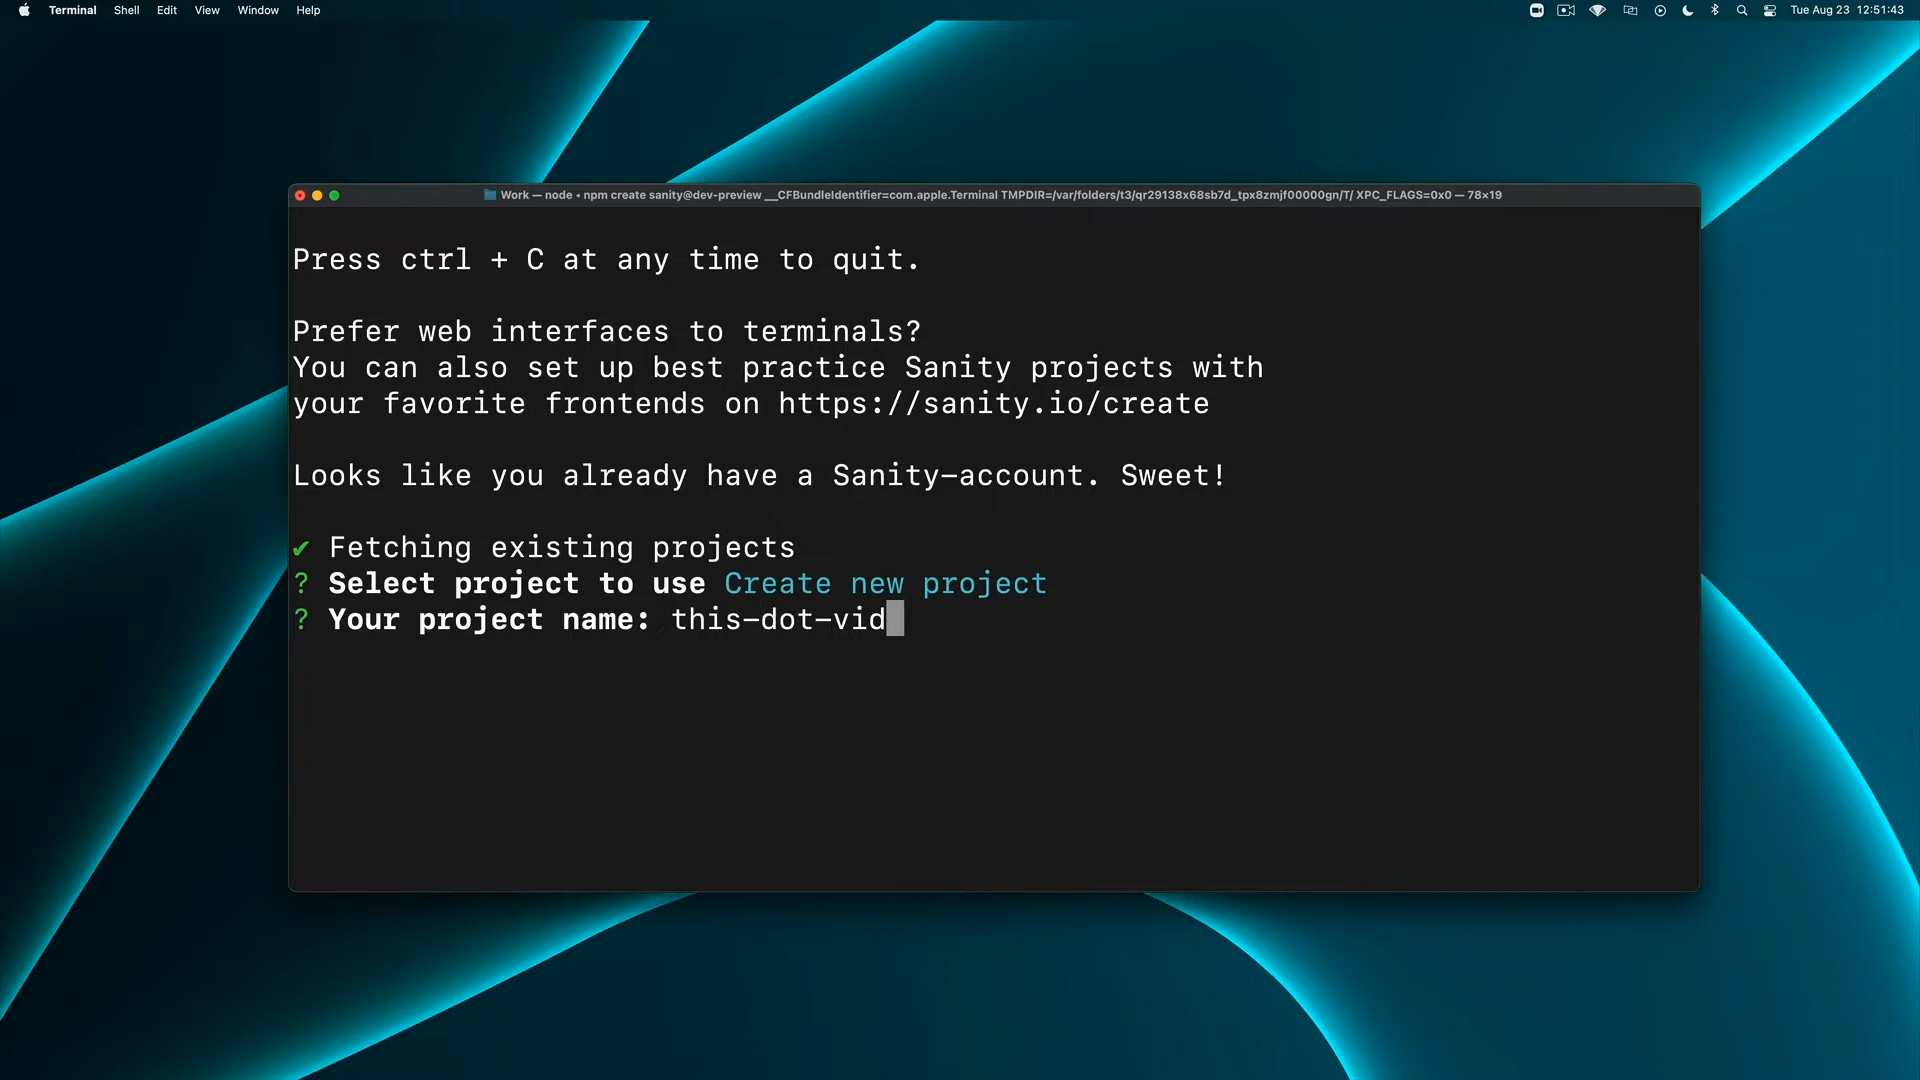 Terminal Shell Edit View Window Help Tue Aug 23 12:51:43
Work — node ◂ npm create sanity@dev-preview __CFBundleIdentifier=com.apple.Terminal TMPDIR=/var/folders/t3/qr29138x68sb7d_tpx8zmjf00000gn/T/ XPC_FLAGS=0x0 — 78×19
Press ctrl + C at any time to quit.
Prefer web interfaces to terminals?
You can also set up best practice Sanity projects with
your favorite frontends on https://sanity.io/create
Looks like you already have a Sanity-account. Sweet!
✔ Fetching existing projects
? Select project to use Create new project
? Your project name: this-dot-vid